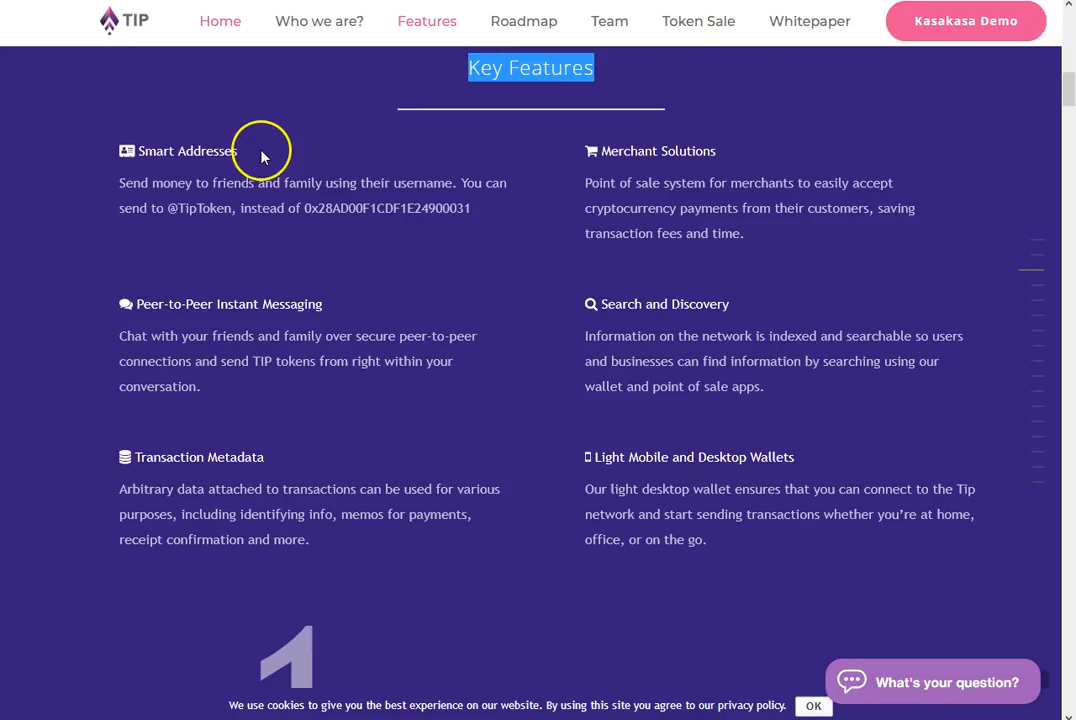 TIP
Home
Who we are?
Features
Roadmap
Team
Token Sale
Whitepaper
Kasakasa Demo
Key Features
Smart Addresses
Send money to friends and family using their username. You can
send to @TipToken, instead of 0x28AD00F1CDF1E24900031
Merchant Solutions
Point of sale system for merchants to easily accept
cryptocurrency payments from their customers, saving
transaction fees and time.
Peer-to-Peer Instant Messaging
Chat with your friends and family over secure peer-to-peer
connections and send TIP tokens from right within your
conversation.
Search and Discovery
Information on the network is indexed and searchable so users
and businesses can find information by searching using our
wallet and point of sale apps.
Transaction Metadata
Arbitrary data attached to transactions can be used for various
purposes, including identifying info, memos for payments,
receipt confirmation and more.
Light Mobile and Desktop Wallets
Our light desktop wallet ensures that you can connect to the Tip
network and start sending transactions whether you’re at home,
office, or on the go.
1
What's your question?
We use cookies to give you the best experience on our website. By using this site you agree to our privacy policy.
OK